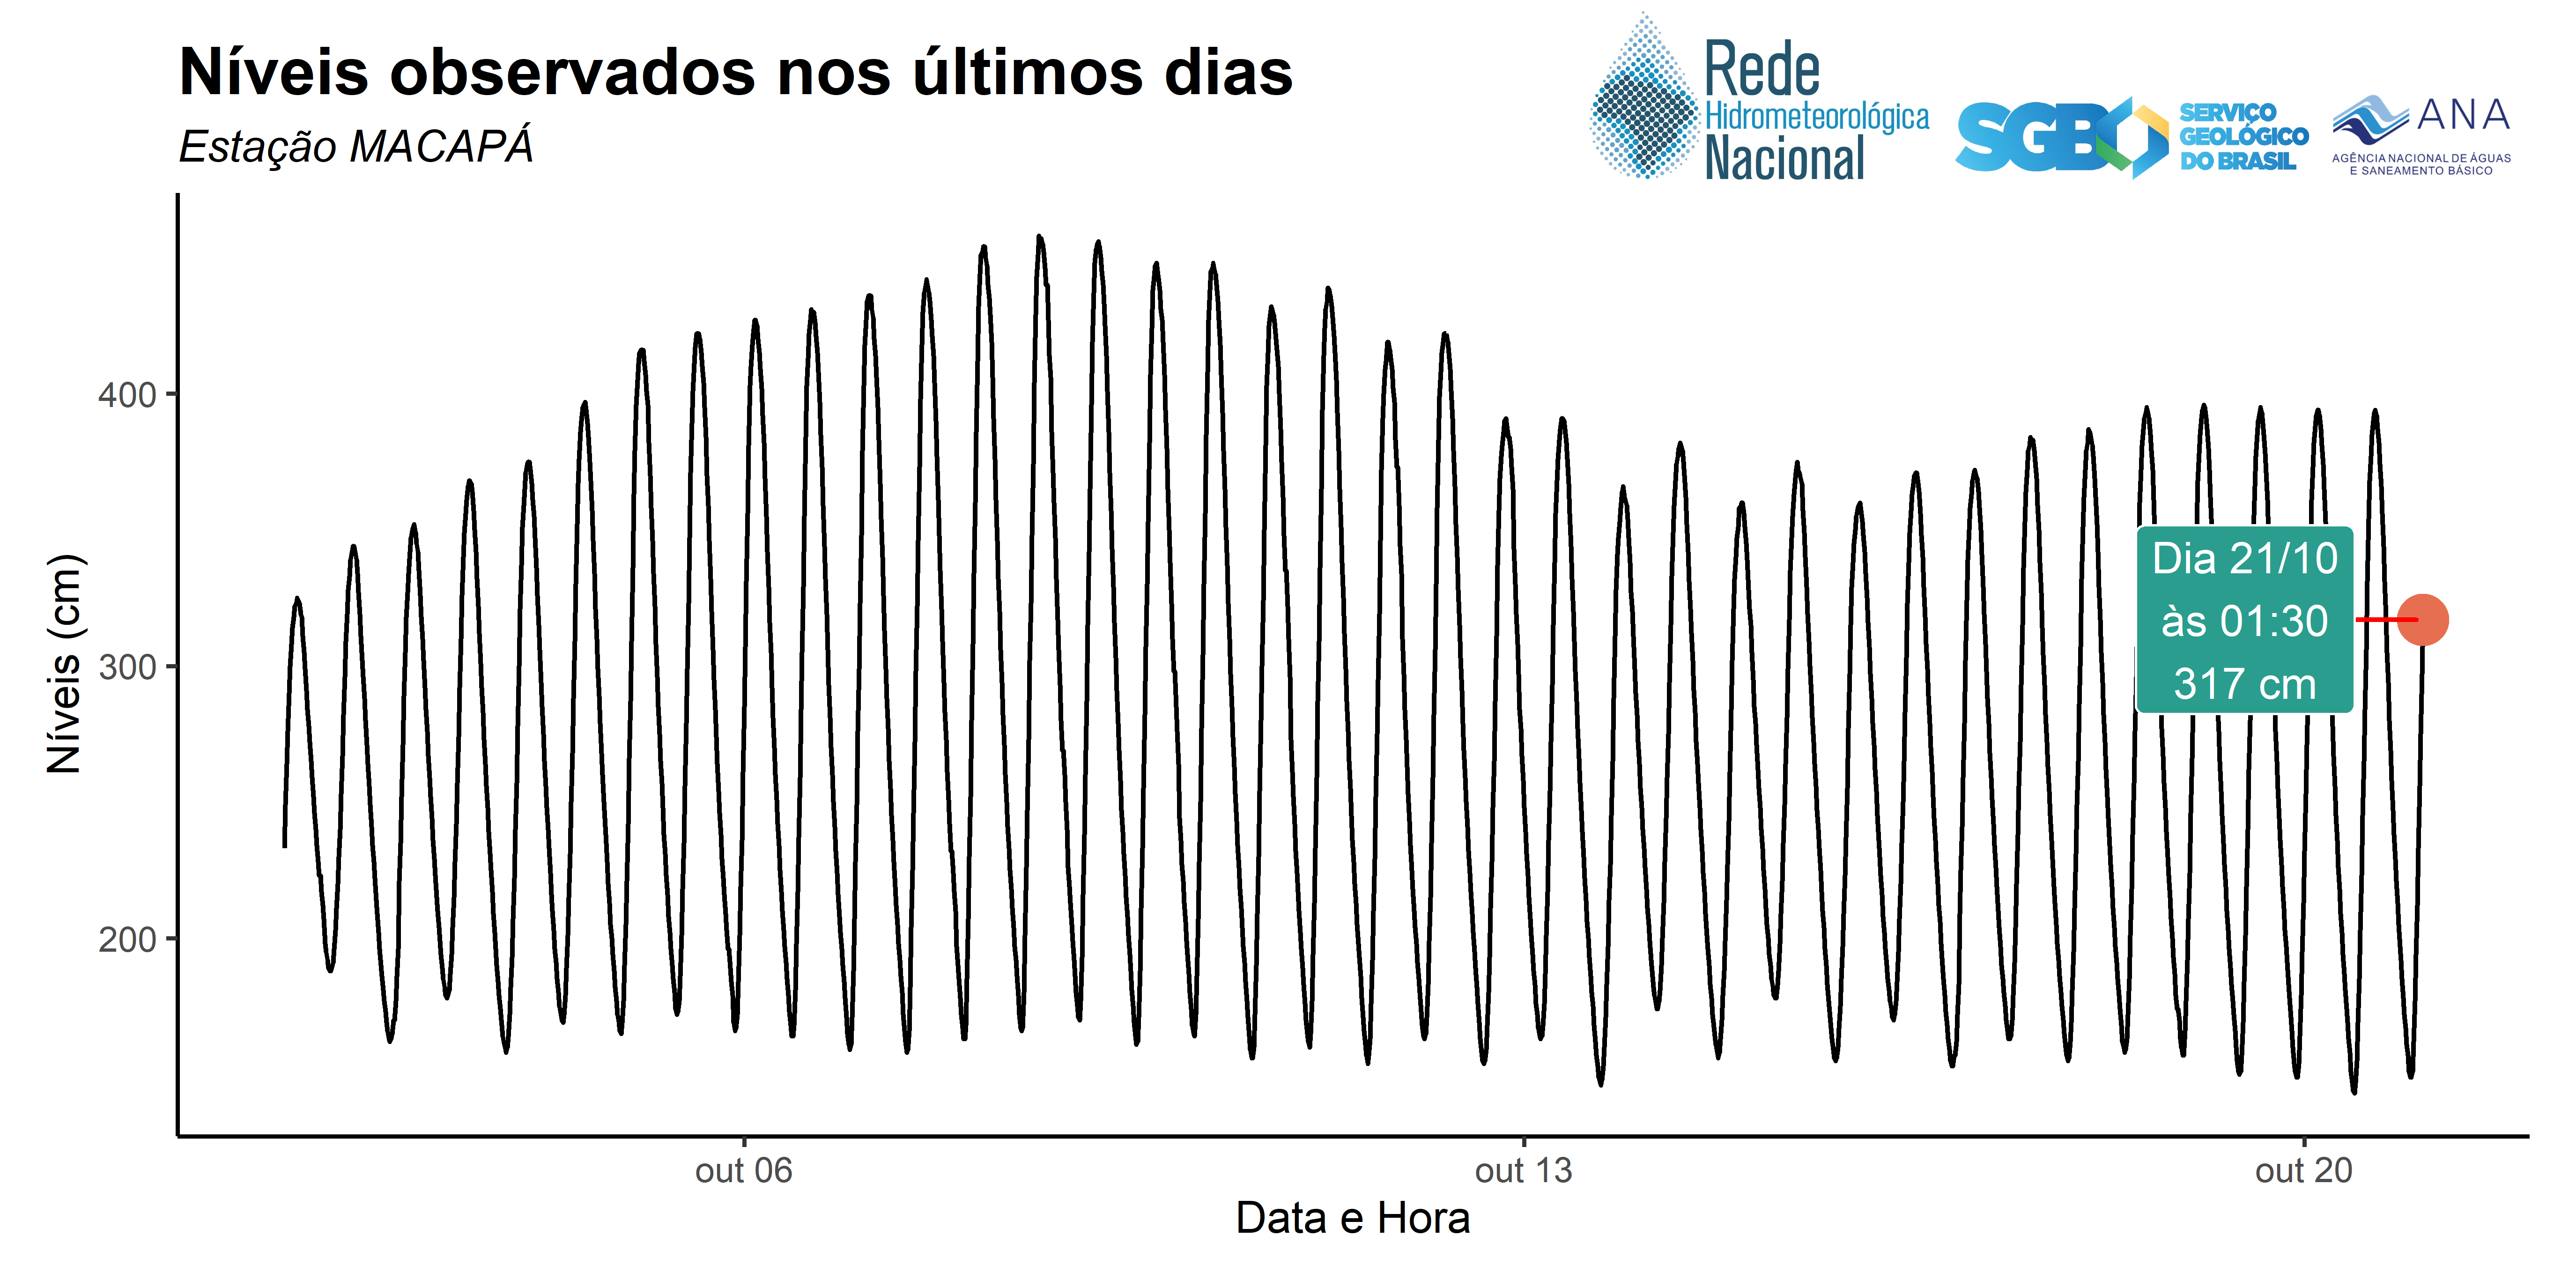 Níveis observados nos últimos dias
Estação MACAPÁ
Rede
Hidrometeorológica
Nacional
SGB
SERVIÇO
GEOLÓGICO
DO BRASIL
ANA
AGÊNCIA NACIONAL DE ÁGUAS
E SANEAMENTO BÁSICO
Níveis (cm)
400
300
200
Dia 21/10
às 01:30
317 cm
out 06
out 13
out 20
Data e Hora